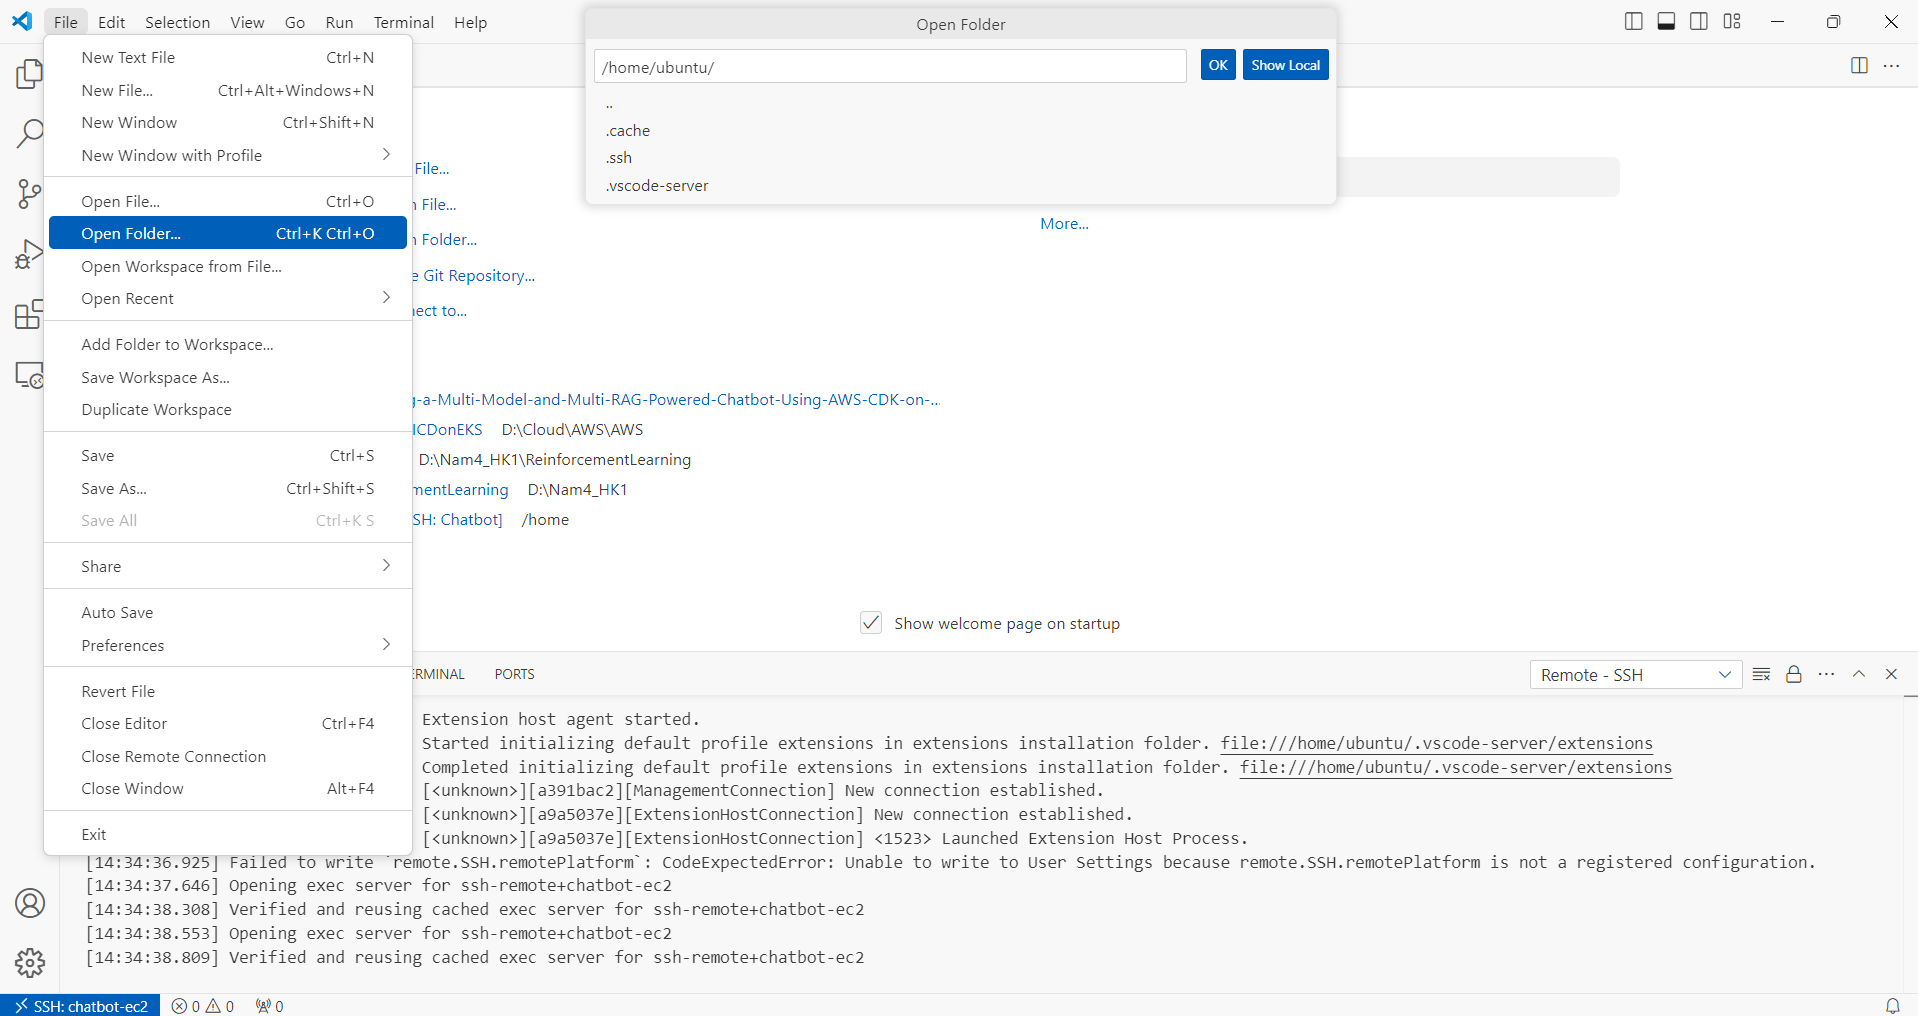 File Edit Selection View Go Run Terminal Help
Open Folder
/home/ubuntu/
OK
Show Local
..
.cache
.ssh
.vscode-server
New Text File Ctrl+N
New File... Ctrl+Alt+Windows+N
New Window Ctrl+Shift+N
New Window with Profile
Open File... Ctrl+O
Open Folder... Ctrl+K Ctrl+O
Open Workspace from File...
Open Recent
Add Folder to Workspace...
Save Workspace As...
Duplicate Workspace
Save Ctrl+S
Save As... Ctrl+Shift+S
Save All Ctrl+K S
Share
Auto Save
Preferences
Revert File
Close Editor Ctrl+F4
Close Remote Connection
Close Window Alt+F4
Exit
File...
File...
Folder...
Git Repository...
ect to...
More...
-a-Multi-Model-and-Multi-RAG-Powered-Chatbot-Using-AWS-CDK-on-...
ICDonEKS D:\Cloud\AWS\AWS
D:\Nam4_HK1\ReinforcementLearning
mentLearning D:\Nam4_HK1
SH: Chatbot] /home
Show welcome page on startup
ERMINAL PORTS
Remote - SSH
Extension host agent started.
Started initializing default profile extensions in extensions installation folder. file:///home/ubuntu/.vscode-server/extensions
Completed initializing default profile extensions in extensions installation folder. file:///home/ubuntu/.vscode-server/extensions
[<unknown>][a391bac2][ManagementConnection] New connection established.
[<unknown>][a9a5037e][ExtensionHostConnection] New connection established.
[<unknown>][a9a5037e][ExtensionHostConnection] <1523> Launched Extension Host Process.
[14:34:36.925] Failed to write `remote.SSH.remotePlatform`: CodeExpectedError: Unable to write to User Settings because remote.SSH.remotePlatform is not a registered configuration.
[14:34:37.646] Opening exec server for ssh-remote+chatbot-ec2
[14:34:38.308] Verified and reusing cached exec server for ssh-remote+chatbot-ec2
[14:34:38.553] Opening exec server for ssh-remote+chatbot-ec2
[14:34:38.809] Verified and reusing cached exec server for ssh-remote+chatbot-ec2
SSH: chatbot-ec2 0 0 0